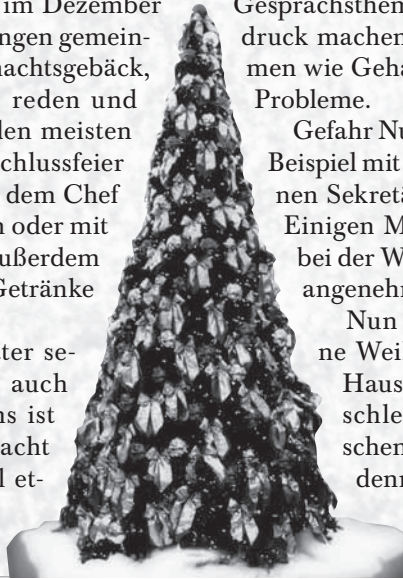 im Dezember
ngen gemein-
nachtsgebäck,
reden und
den meisten
chlussfeier
dem Chef
n oder mit
ußerdem
Getränke
ter se-
auch
ns ist
acht
l et-
Gesprächsthem
druck machen
men wie Geha
Probleme.
Gefahr Nu
Beispiel mit
nen Sekretä
Einigen M
bei der W
angenehm
Nun
ne Weih
Haus
schle
schen
denn